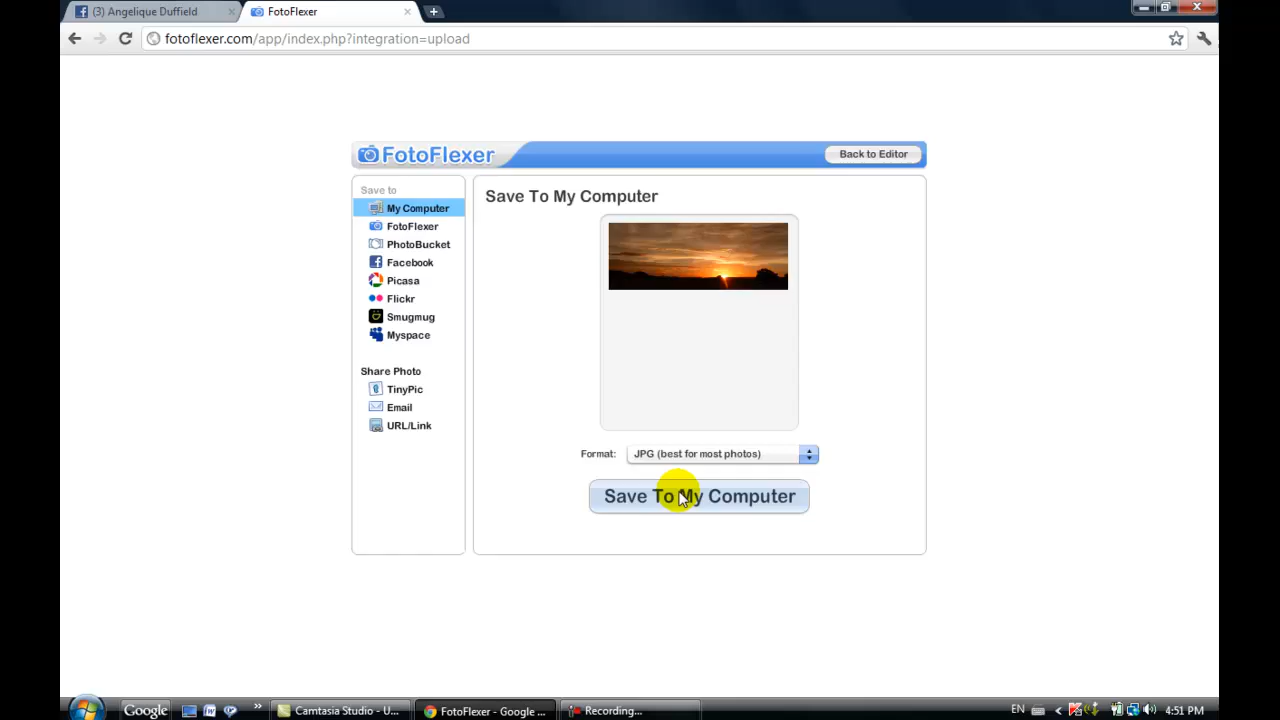 (3) Angelique Duffield
FotoFlexer
fotoflexer.com/app/index.php?integration=upload
FotoFlexer
Back to Editor
Save to
My Computer
FotoFlexer
PhotoBucket
Facebook
Picasa
Flickr
Smugmug
Myspace
Share Photo
TinyPic
Email
URL/Link
Save To My Computer
Format: JPG (best for most photos)
Save To My Computer
Google
Camtasia Studio - U...
FotoFlexer - Google ...
Recording...
EN
4:51 PM